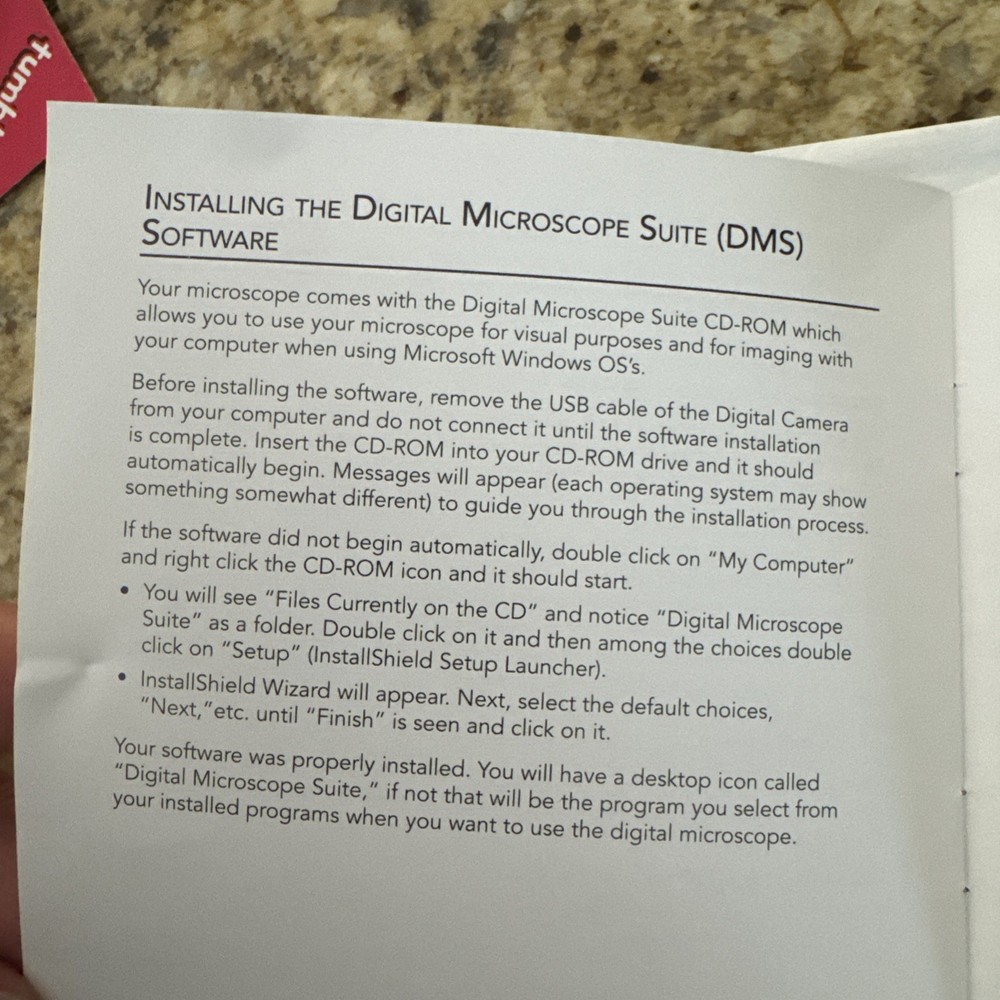 tumbl
INSTALLING THE DIGITAL MICROSCOPE SUITE (DMS)
SOFTWARE
Your microscope comes with the Digital Microscope Suite CD-ROM which
allows you to use your microscope for visual purposes and for imaging with
your computer when using Microsoft Windows OS's.
Before installing the software, remove the USB cable of the Digital Camera
from your computer and do not connect it until the software installation
is complete. Insert the CD-ROM into your CD-ROM drive and it should
automatically begin. Messages will appear (each operating system may show
something somewhat different) to guide you through the installation process.
If the software did not begin automatically, double click on "My Computer"
and right click the CD-ROM icon and it should start.
• You will see "Files Currently on the CD" and notice "Digital Microscope
Suite" as a folder. Double click on it and then among the choices double
click on "Setup" (InstallShield Setup Launcher).
• InstallShield Wizard will appear. Next, select the default choices,
"Next,"etc. until "Finish" is seen and click on it.
Your software was properly installed. You will have a desktop icon called
"Digital Microscope Suite," if not that will be the program you select from
your installed programs when you want to use the digital microscope.